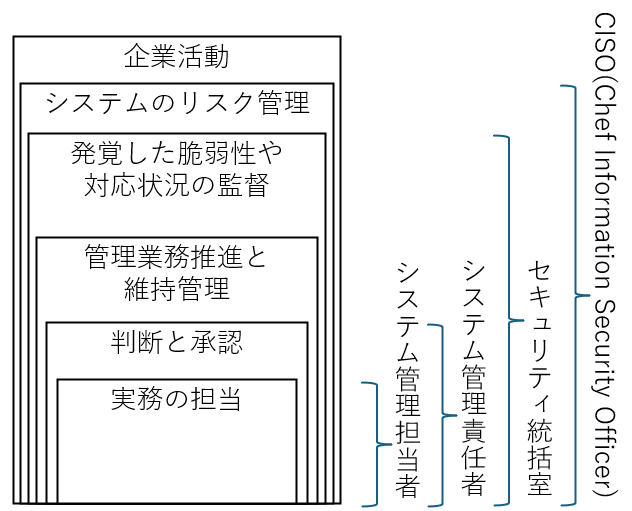 企業活動
システムのリスク管理
発覚した脆弱性や
対応状況の監督
管理業務推進と
維持管理
判断と承認
実務の担当
システム管理担当者
システム管理責任者
セキュリティ統括室
CISO(Chef Information Security Officer)